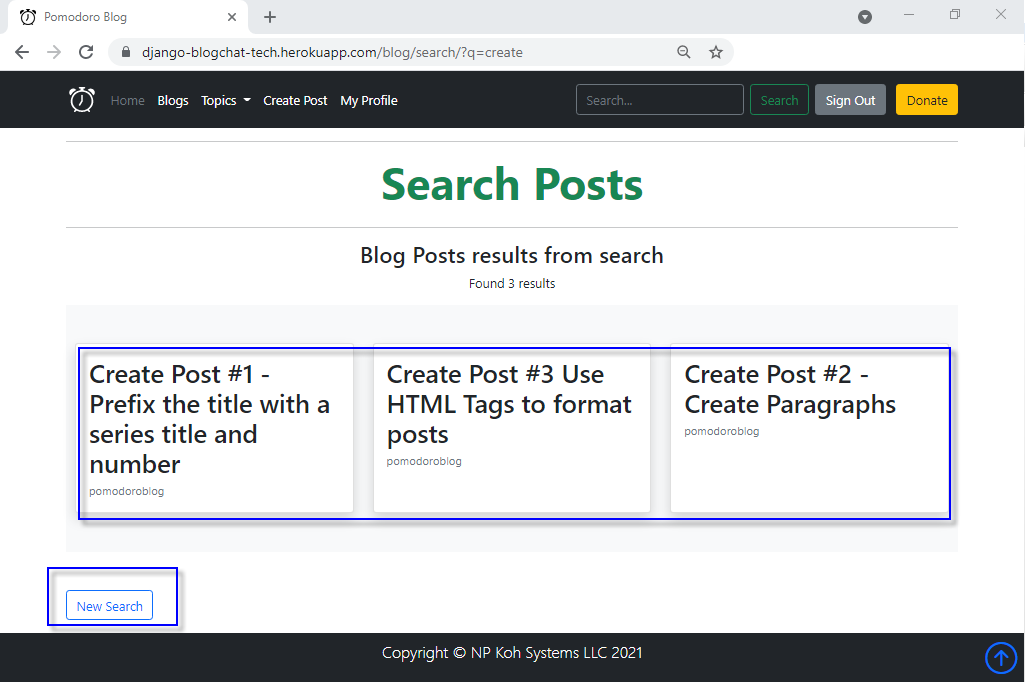 Pomodoro Blog
django-blogchat-tech.herokuapp.com/blog/search/?q=create
Home Blogs Topics Create Post My Profile Search... Search Sign Out Donate
Search Posts
Blog Posts results from search
Found 3 results
Create Post #1 -
Prefix the title with a
series title and
number
pomodoroblog
Create Post #3 Use
HTML Tags to format
posts
pomodoroblog
Create Post #2 -
Create Paragraphs
pomodoroblog
New Search
Copyright © NP Koh Systems LLC 2021